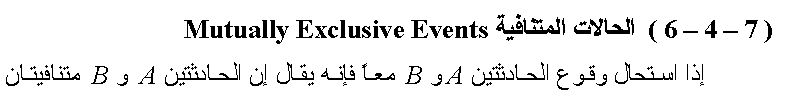 ( 6 – 4 – 7 ) الحالات المتنافية Mutually Exclusive Events
إذا استحال وقوع الحادثتين A و B معاً فإنه يقال إن الحادثتين A و B متنافيتان